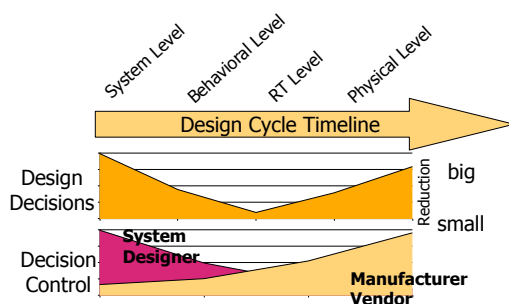 System Level
Behavioral Level
RT Level
Physical Level
Design Cycle Timeline
Design
Decisions
Reduction
big
small
Decision
Control
System
Designer
Manufacturer
Vendor